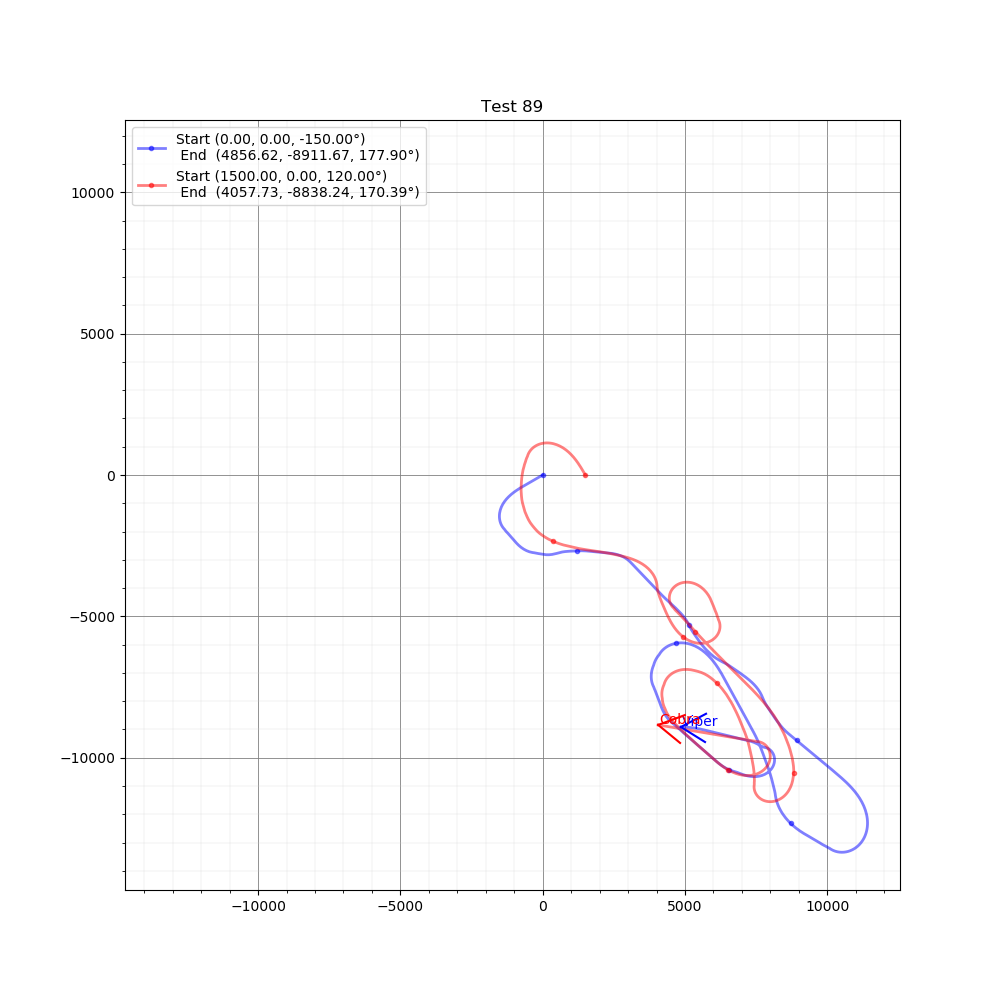 Test 89
Start (0.00, 0.00, -150.00°)
End (4856.62, -8911.67, 177.90°)
Start (1500.00, 0.00, 120.00°)
End (4057.73, -8838.24, 170.39°)
10000
5000
0
−5000
−10000
Cobra
Viper
−10000
−5000
0
5000
10000